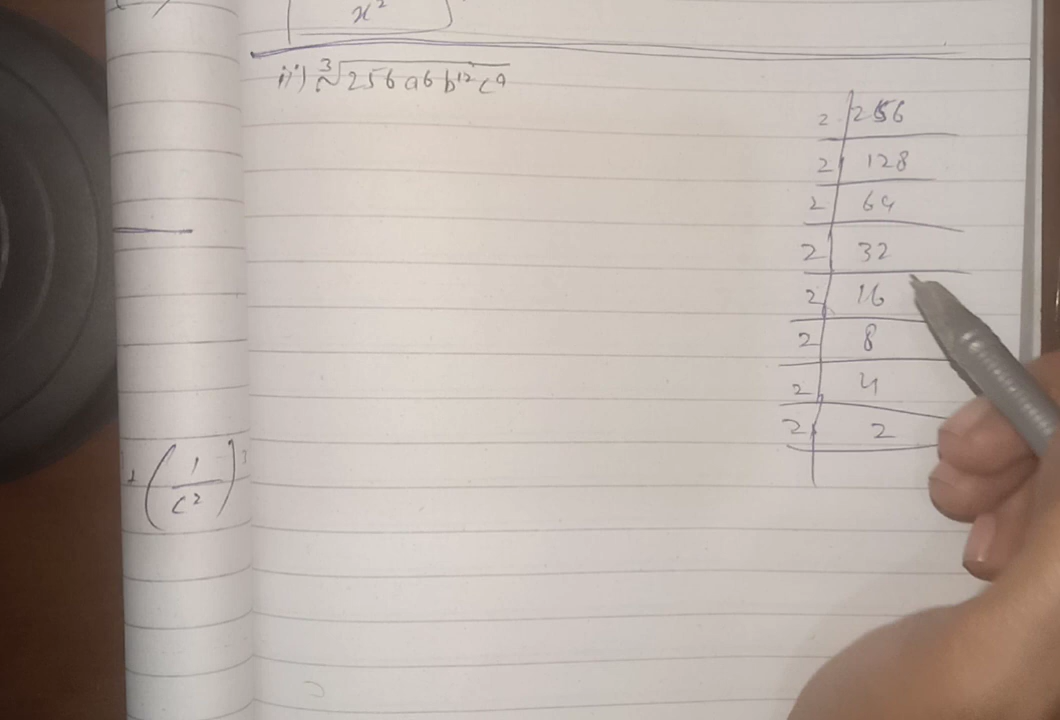 x²
ii) ³√256a6b¹²c⁹
2 | 256
2 | 128
2 | 64
2 | 32
2 | 16
2 | 8
2 | 4
2 | 2
(1/c²)